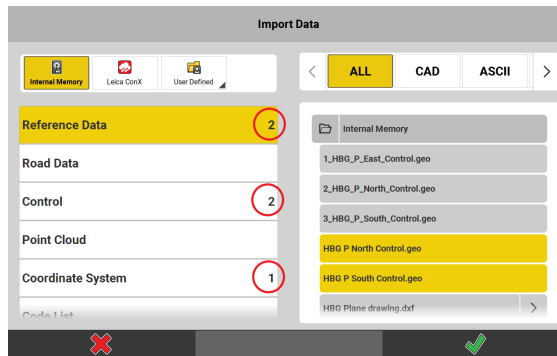 Import Data
Internal Memory
Leica ConX
User Defined
ALL
CAD
ASCII
Reference Data 2
Road Data
Control 2
Point Cloud
Coordinate System 1
Code List
Internal Memory
1_HBG_P_East_Control.geo
2_HBG_P_North_Control.geo
3_HBG_P_South_Control.geo
HBG P North Control.geo
HBG P South Control.geo
HBG Plane drawing.dxf